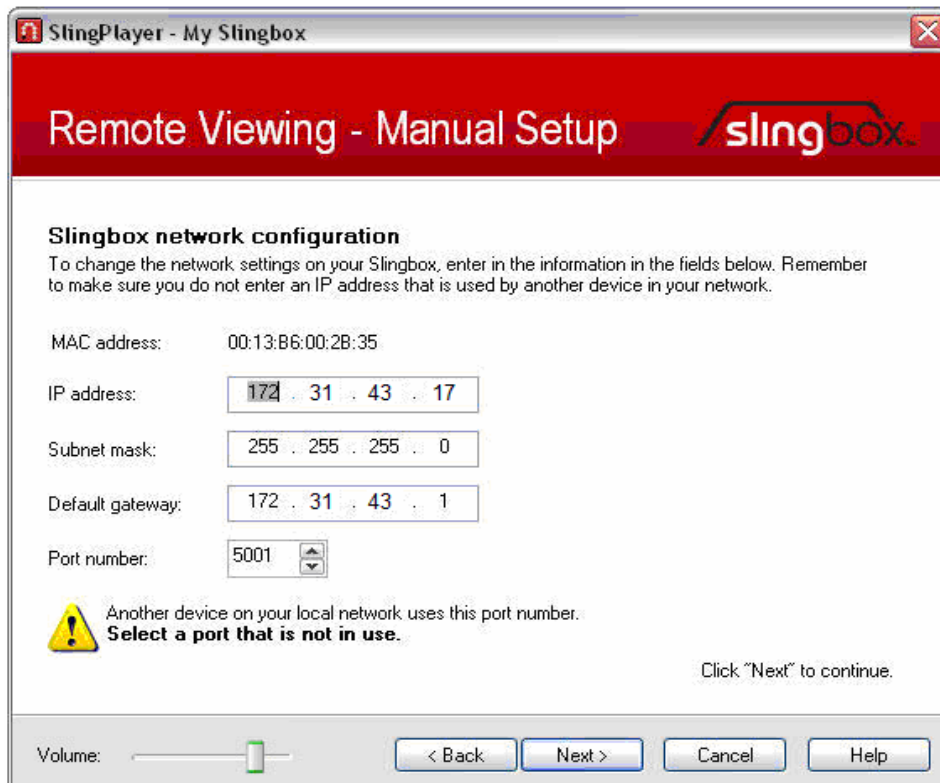 SlingPlayer - My Slingbox
Remote Viewing - Manual Setup
slingbox™
Slingbox network configuration
To change the network settings on your Slingbox, enter in the information in the fields below. Remember
to make sure you do not enter an IP address that is used by another device in your network.
MAC address: 00:13:B6:00:2B:35
IP address: 172 . 31 . 43 . 17
Subnet mask: 255 . 255 . 255 . 0
Default gateway: 172 . 31 . 43 . 1
Port number: 5001
Another device on your local network uses this port number.
Select a port that is not in use.
Click "Next" to continue.
Volume: < Back Next > Cancel Help